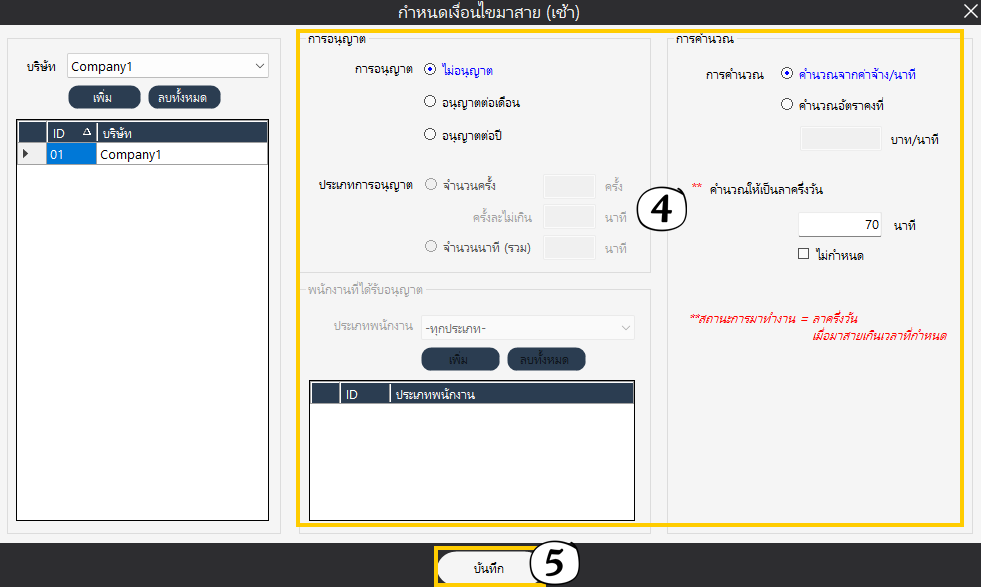 กำหนดเงื่อนไขมาสาย (เช้า)
บริษัท Company1
เพิ่ม ลบทั้งหมด
ID บริษัท
01 Company1
การอนุญาต
การอนุญาต ไม่อนุญาต
อนุญาตต่อเดือน
อนุญาตต่อปี
ประเภทการอนุญาต จำนวนครั้ง ครั้ง
ครั้งละไม่เกิน นาที
จำนวนนาที (รวม) นาที
พนักงานที่ได้รับอนุญาต
ประเภทพนักงาน -ทุกประเภท-
เพิ่ม ลบทั้งหมด
ID ประเภทพนักงาน
การคำนวณ
การคำนวณ คำนวณจากค่าจ้าง/นาที
คำนวณอัตราคงที่
บาท/นาที
** คำนวณให้เป็นลาครึ่งวัน
70 นาที
ไม่กำหนด
**สถานะการมาทำงาน = ลาครึ่งวัน
เมื่อมาสายเกินเวลาที่กำหนด
4
บันทึก
5